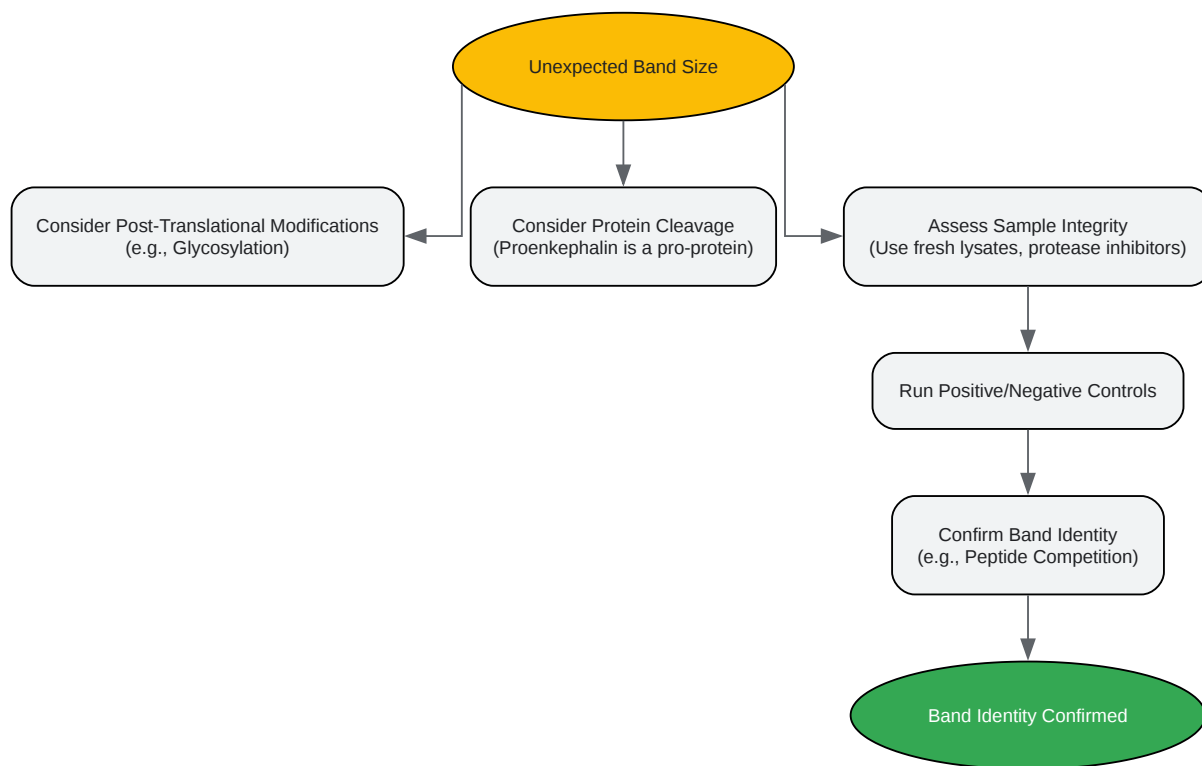 Unexpected Band Size
Consider Post-Translational Modifications
(e.g., Glycosylation)
Consider Protein Cleavage
(Proenkephalin is a pro-protein)
Assess Sample Integrity
(Use fresh lysates, protease inhibitors)
Run Positive/Negative Controls
Confirm Band Identity
(e.g., Peptide Competition)
Band Identity Confirmed